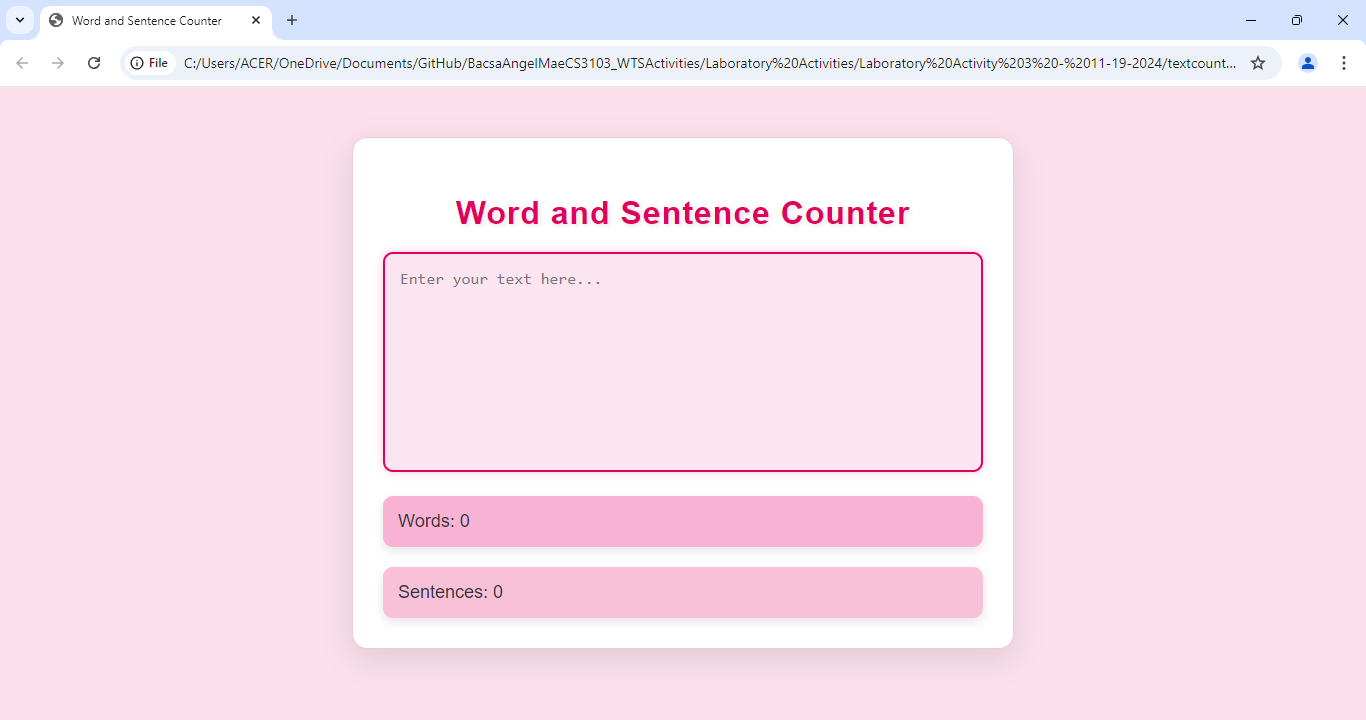 Word and Sentence Counter
File
C:/Users/ACER/OneDrive/Documents/GitHub/BacsaAngelMaeCS3103_WTSActivities/Laboratory%20Activities/Laboratory%20Activity%203%20-%2011-19-2024/textcount...
Word and Sentence Counter
Enter your text here...
Words: 0
Sentences: 0